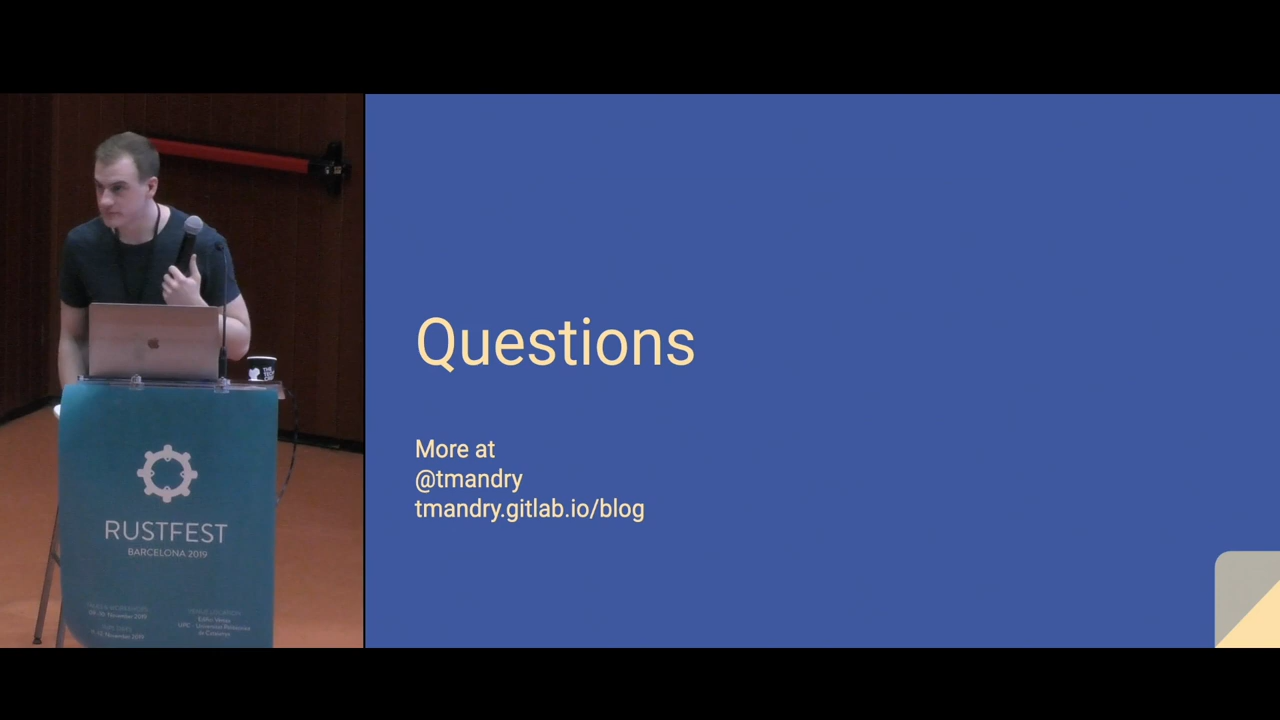 Questions
More at
@tmandry
tmandry.gitlab.io/blog
RUSTFEST
BARCELONA 2019